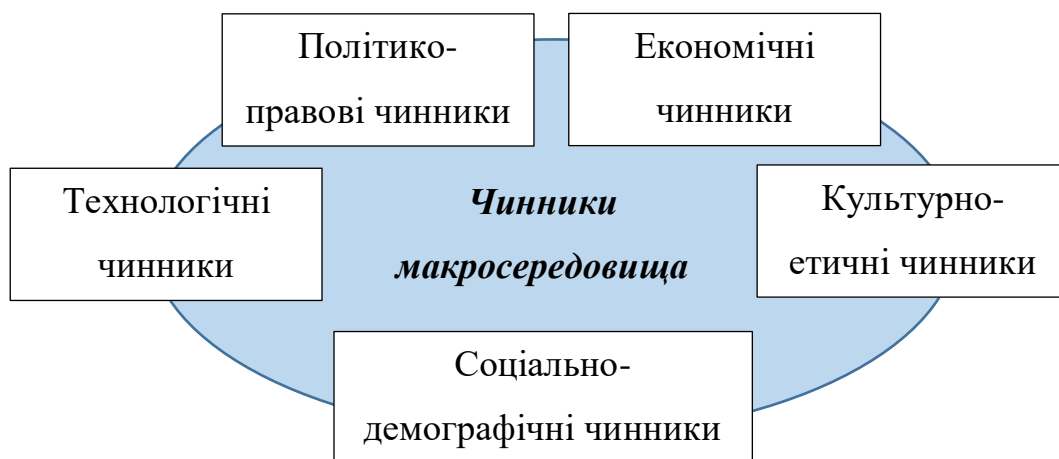 Політико-
правові чинники
Економічні
чинники
Технологічні
чинники
Чинники
макросередовища
Культурно-
етичні чинники
Соціально-
демографічні чинники